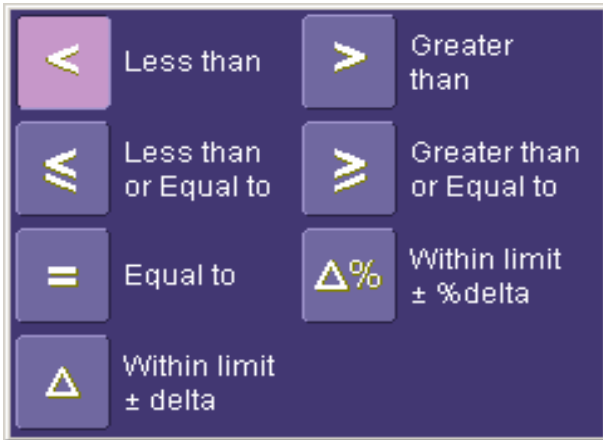 < Less than
> Greater
than
≤ Less than
or Equal to
≥ Greater than
or Equal to
= Equal to
Δ% Within limit
± %delta
Δ Within limit
± delta